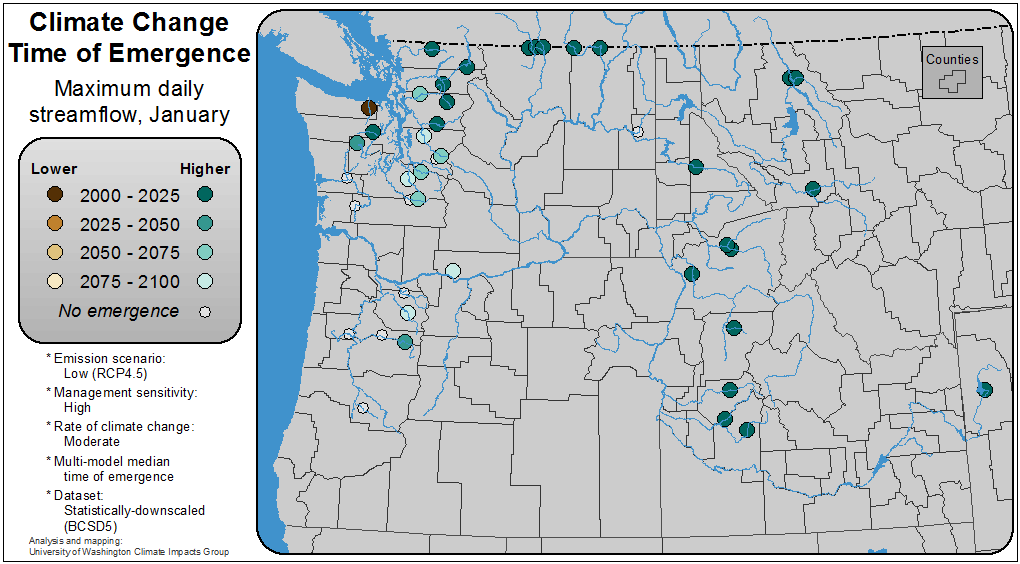 Climate Change
Time of Emergence
Maximum daily
streamflow, January
Lower Higher
2000 - 2025
2025 - 2050
2050 - 2075
2075 - 2100
No emergence
* Emission scenario:
Low (RCP4.5)
* Management sensitivity:
High
* Rate of climate change:
Moderate
* Multi-model median
time of emergence
* Dataset:
Statistically-downscaled
(BCSD5)
Analysis and mapping:
University of Washington Climate Impacts Group
Counties